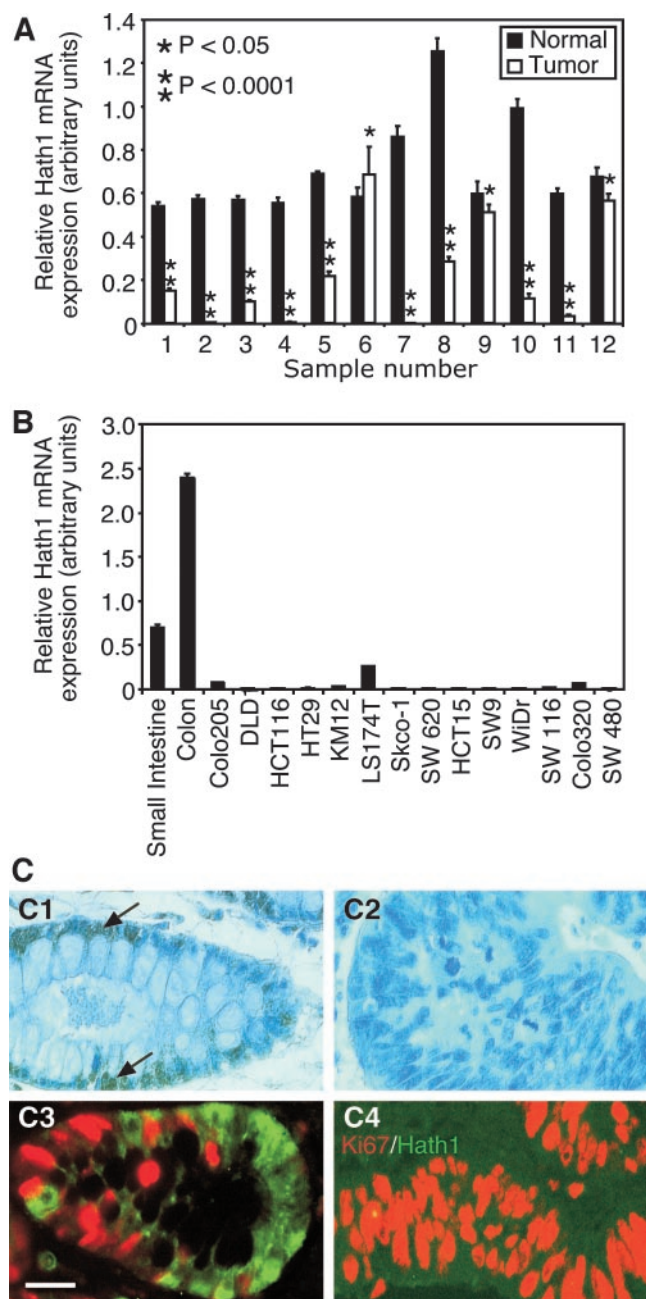 A
Relative Hath1 mRNA
expression (arbitrary units)
1.4
1.2
1.0
0.8
0.6
0.4
0.2
0
* P < 0.05
** P < 0.0001
Normal
Tumor
* * * * * * * * * * * * * * * * * * * * *
1 2 3 4 5 6 7 8 9 10 11 12
Sample number
B
Relative Hath1 mRNA
expression (arbitrary units)
3.0
2.5
2.0
1.5
1.0
0.5
0
Small Intestine
Colon
Colo205
DLD1
HCT116
HT29
KM12
LS174T
Skco-1
SW 620
HCT15
SW9
WiDr
SW 116
Colo320
SW 480
C
C1
C2
C3
C4
Ki67/Hath1